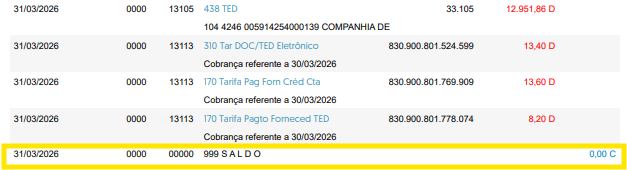 31/03/2026 0000 13105 438 TED 33.105 12.951,86 D
104 4246 005914254000139 COMPANHIA DE
31/03/2026 0000 13113 310 Tar DOC/TED Eletrônico 830.900.801.524.599 13,40 D
Cobrança referente a 30/03/2026
31/03/2026 0000 13113 170 Tarifa Pag Forn Créd Cta 830.900.801.769.909 13,60 D
Cobrança referente a 30/03/2026
31/03/2026 0000 13113 170 Tarifa Pagto Forneced TED 830.900.801.778.074 8,20 D
Cobrança referente a 30/03/2026
31/03/2026 0000 00000 999 S A L D O 0,00 C